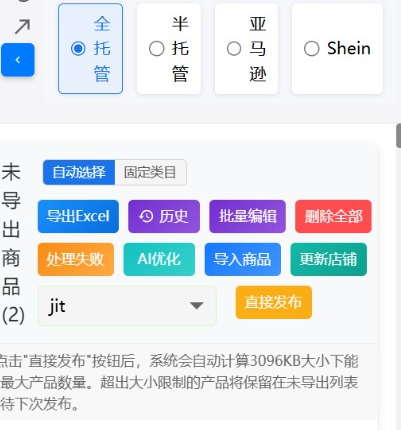 全托管
半托管
亚马逊
Shein
未导出商品(2)
自动选择 固定类目
导出Excel 历史 批量编辑 删除全部
处理失败 AI优化 导入商品 更新店铺
jit 直接发布
点击"直接发布"按钮后，系统会自动计算3096KB大小下能
最大产品数量。超出大小限制的产品将保留在未导出列表
待下次发布。